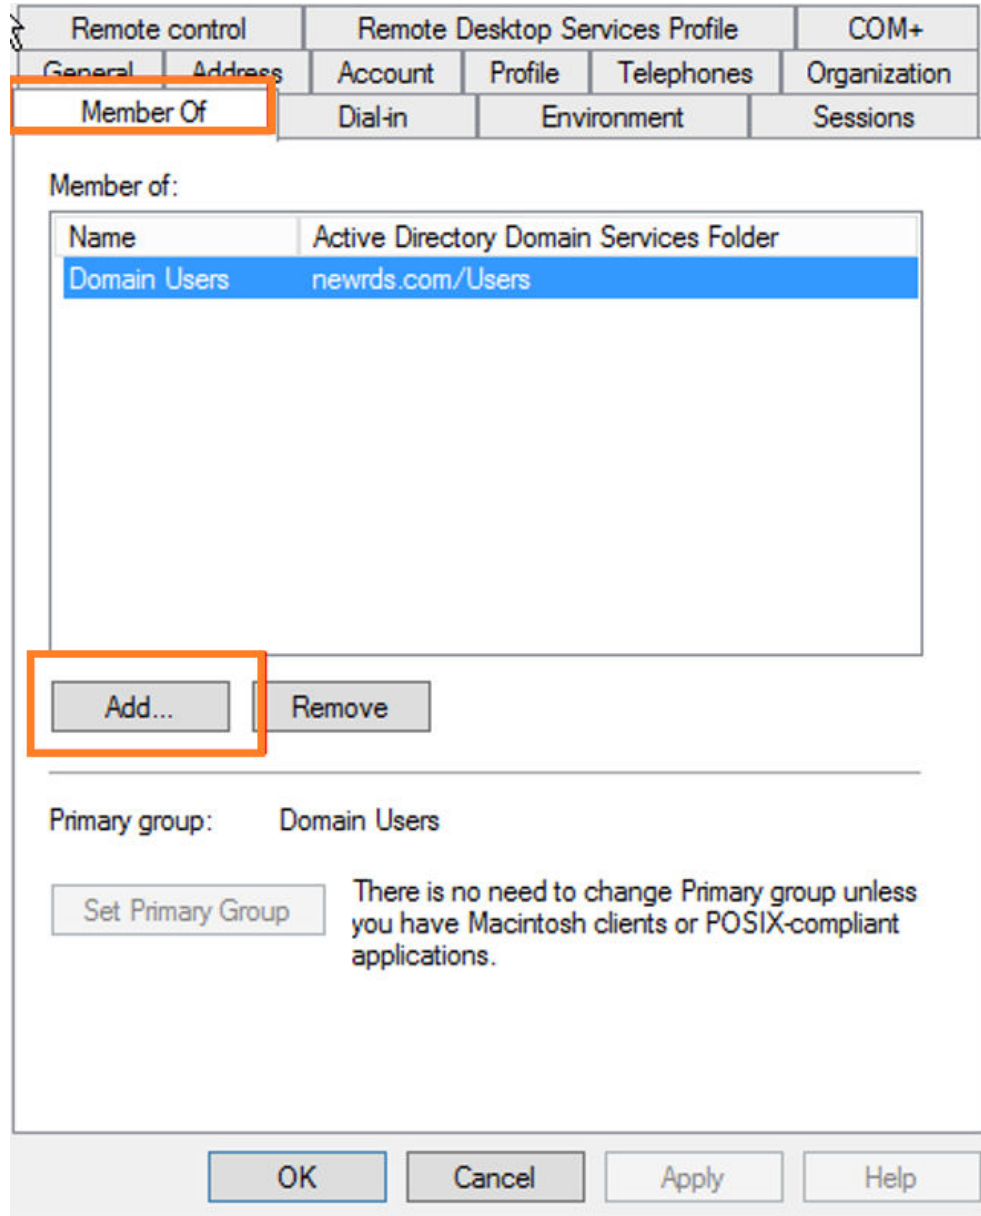 Remote control Remote Desktop Services Profile COM+
General Address Account Profile Telephones Organization
Member Of Dial-in Environment Sessions
Member of:
Name Active Directory Domain Services Folder
Domain Users newrds.com/Users
Add... Remove
Primary group: Domain Users
Set Primary Group
There is no need to change Primary group unless
you have Macintosh clients or POSIX-compliant
applications.
OK Cancel Apply Help